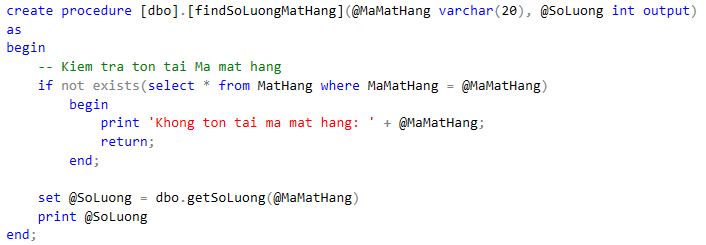 create procedure [dbo].[findSoLuongMatHang](@MaMatHang varchar(20), @SoLuong int output)
as
begin
    -- Kiem tra ton tai Ma mat hang
    if not exists(select * from MatHang where MaMatHang = @MaMatHang)
        begin
            print 'Khong ton tai ma mat hang: ' + @MaMatHang;
            return;
        end;

    set @SoLuong = dbo.getSoLuong(@MaMatHang)
    print @SoLuong
end;